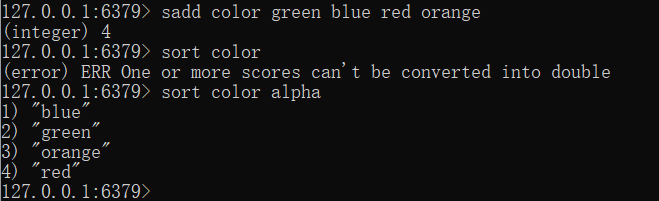 127.0.0.1:6379> sadd color green blue red orange
(integer) 4
127.0.0.1:6379> sort color
(error) ERR One or more scores can't be converted into double
127.0.0.1:6379> sort color alpha
1) "blue"
2) "green"
3) "orange"
4) "red"
127.0.0.1:6379>